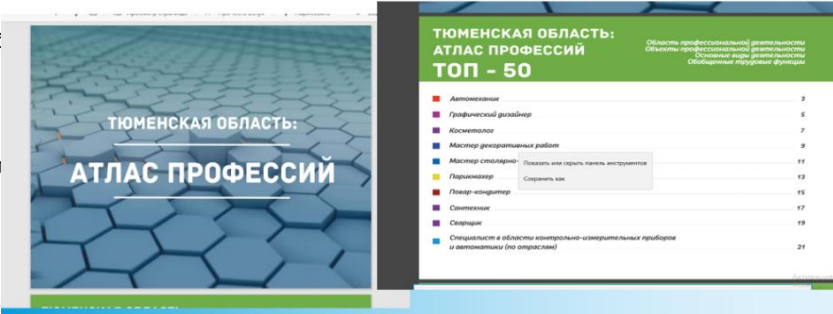 ТЮМЕНСКАЯ ОБЛАСТЬ:
АТЛАС ПРОФЕССИЙ
ТЮМЕНСКАЯ ОБЛАСТЬ:
АТЛАС ПРОФЕССИЙ
ТОП - 50
Область профессиональной деятельности
Объекты профессиональной деятельности
Основные виды деятельности
Обобщенные трудовые функции
Автомеханик 3
Графический дизайнер 5
Косметолог 7
Мастер декоративных работ 9
Мастер столярно- 11
Показать или скрыть панель инструментов
Парикмахер 13
Сохранить как
Повар-кондитер 15
Сантехник 17
Сварщик 19
Специалист в области контрольно-измерительных приборов
и автоматики (по отраслям) 21